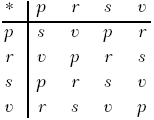 * p r s v
p s v p r
r v p r s
s p r s v
v r s v p